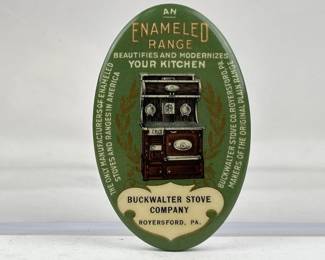 AN
ENAMELED
RANGE
BEAUTIFIES AND MODERNIZES
YOUR KITCHEN
THE ONLY MANUFACTURERS OF ENAMELED
STOVES AND RANGES IN AMERICA
BUCKWALTER STOVE CO. ROYERSFORD, PA.
MAKERS OF THE ORIGINAL PLAIN RANGE
BUCKWALTER STOVE
COMPANY
ROYERSFORD, PA.